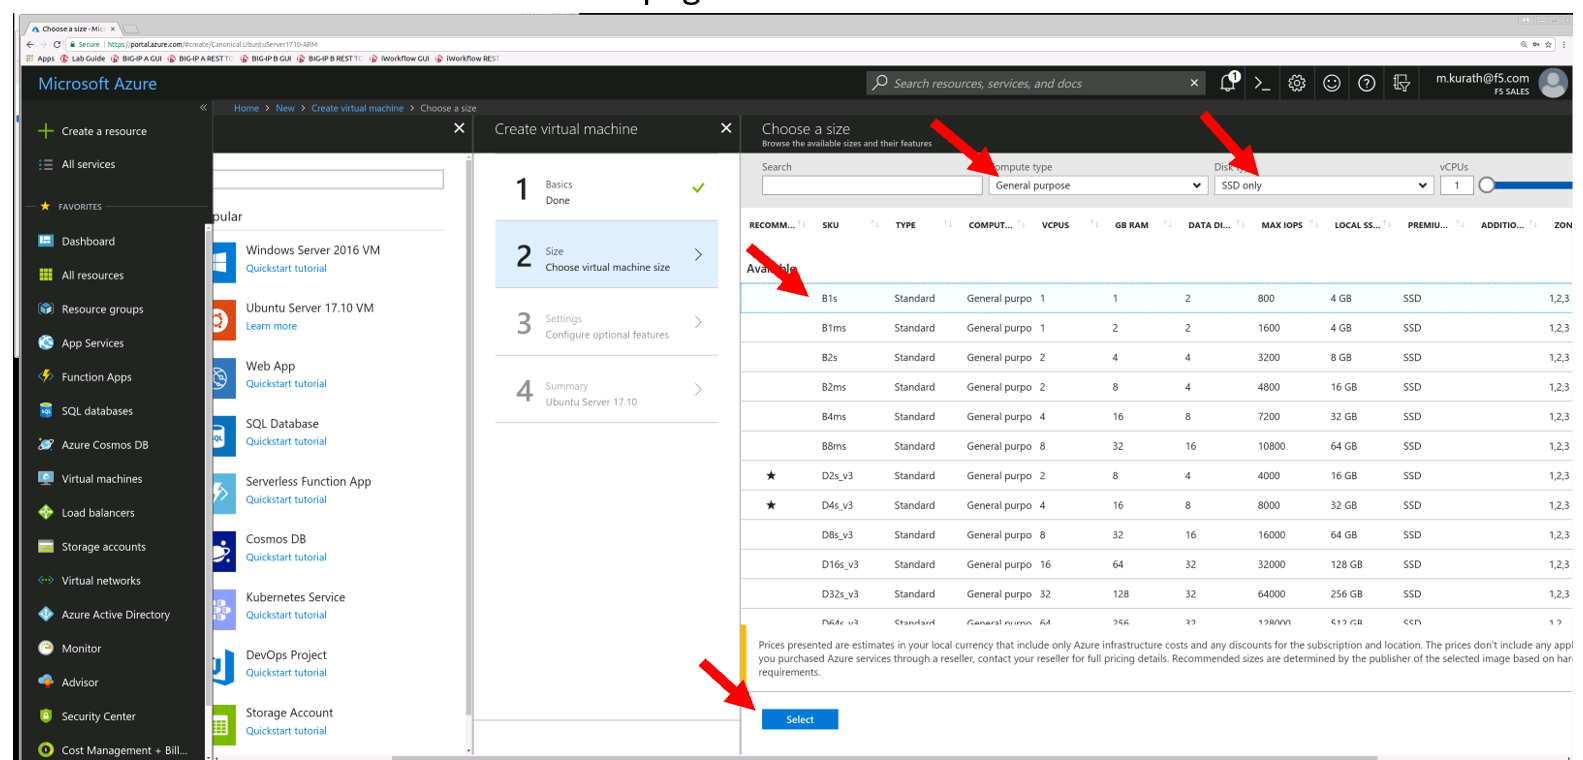 Choose a size - Mic
Secure | https://portal.azure.com/#create/Canonical.UbuntuServer1710-ARM
Apps Lab Guide BIG-IP A GUI BIG-IP A REST TC BIG-IP B GUI BIG-IP B REST TC iWorkflow GUI iWorkflow REST
Microsoft Azure
Search resources, services, and docs
1
m.kurath@f5.com
F5 SALES
Home > New > Create virtual machine > Choose a size
Create a resource
All services
FAVORITES
Dashboard
All resources
Resource groups
App Services
Function Apps
SQL databases
Azure Cosmos DB
Virtual machines
Load balancers
Storage accounts
Virtual networks
Azure Active Directory
Monitor
Advisor
Security Center
Cost Management + Bill...
pular
Windows Server 2016 VM
Quickstart tutorial
Ubuntu Server 17.10 VM
Learn more
Web App
Quickstart tutorial
SQL Database
Quickstart tutorial
Serverless Function App
Quickstart tutorial
Cosmos DB
Quickstart tutorial
Kubernetes Service
Quickstart tutorial
DevOps Project
Quickstart tutorial
Storage Account
Quickstart tutorial
Create virtual machine
1 Basics
Done
2 Size
Choose virtual machine size
3 Settings
Configure optional features
4 Summary
Ubuntu Server 17.10
Choose a size
Browse the available sizes and their features
Search
ompute type
Disk
vCPUs
General purpose
SSD only
1
RECOMM... SKU TYPE COMPUT... VCPUS GB RAM DATA DI... MAX IOPS LOCAL SS... PREMIU... ADDITIO... ZON
Available
B1s Standard General purpo 1 1 2 800 4 GB SSD 1,2,3
B1ms Standard General purpo 1 2 2 1600 4 GB SSD 1,2,3
B2s Standard General purpo 2 4 4 3200 8 GB SSD 1,2,3
B2ms Standard General purpo 2 8 4 4800 16 GB SSD 1,2,3
B4ms Standard General purpo 4 16 8 7200 32 GB SSD 1,2,3
B8ms Standard General purpo 8 32 16 10800 64 GB SSD 1,2,3
★ D2s_v3 Standard General purpo 2 8 4 4000 16 GB SSD 1,2,3
★ D4s_v3 Standard General purpo 4 16 8 8000 32 GB SSD 1,2,3
D8s_v3 Standard General purpo 8 32 16 16000 64 GB SSD 1,2,3
D16s_v3 Standard General purpo 16 64 32 32000 128 GB SSD 1,2,3
D32s_v3 Standard General purpo 32 128 32 64000 256 GB SSD 1,2,3
D64s_v3 Standard General purpo 64 256 32 128000 512 GB SSD 1,2
Prices presented are estimates in your local currency that include only Azure infrastructure costs and any discounts for the subscription and location. The prices don't include any appl
you purchased Azure services through a reseller, contact your reseller for full pricing details. Recommended sizes are determined by the publisher of the selected image based on har
requirements.
Select